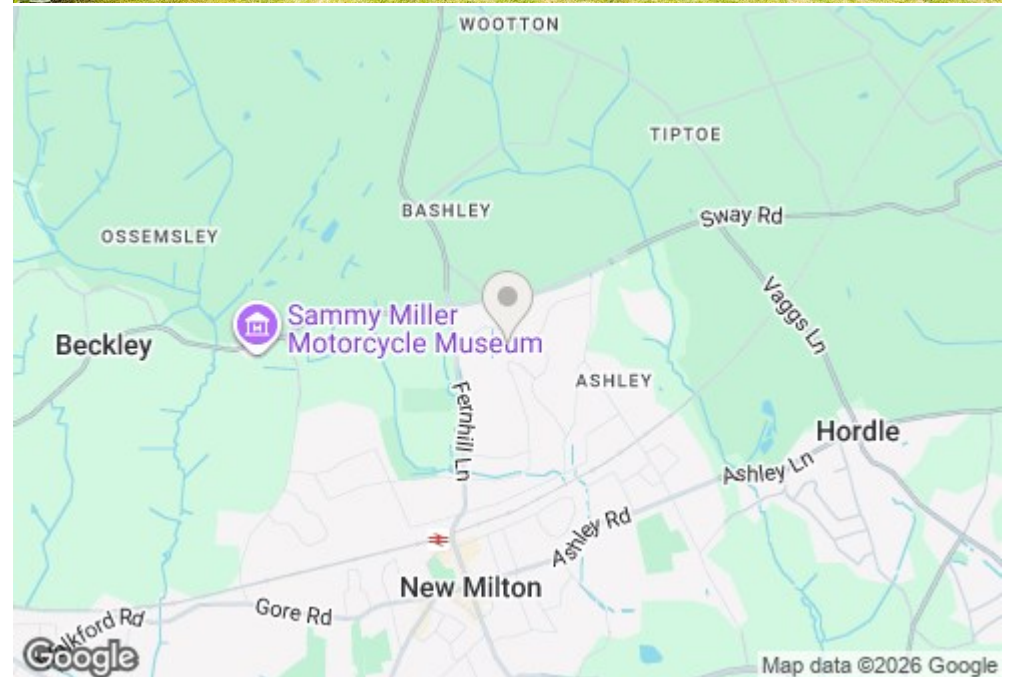 WOOTTON
TIPTOE
BASHLEY
Sway Rd
OSSEMSLEY
Vaggs Ln
Sammy Miller
Motorcycle Museum
Beckley
ASHLEY
Fernhill Ln
Hordle
Ashley Ln
Ashley Rd
New Milton
Gore Rd
Rd
Google
Map data ©2026 Google